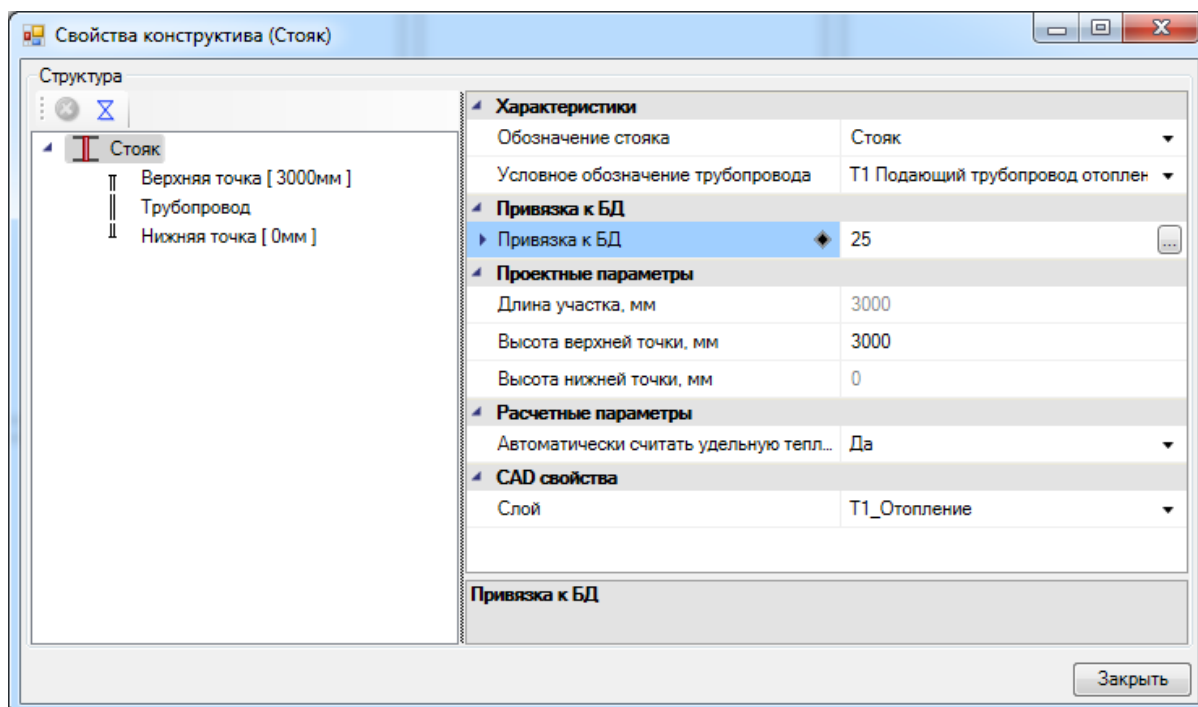 Свойства конструктива (Стояк)
Структура
Стояк
Верхняя точка [ 3000мм ]
Трубопровод
Нижняя точка [ 0мм ]
Характеристики
Обозначение стояка Стояк
Условное обозначение трубопровода Т1 Подающий трубопровод отоплен
Привязка к БД
Привязка к БД 25 ...
Проектные параметры
Длина участка, мм 3000
Высота верхней точки, мм 3000
Высота нижней точки, мм 0
Расчетные параметры
Автоматически считать удельную тепл... Да
CAD свойства
Слой Т1_Отопление
Привязка к БД
Закрыть